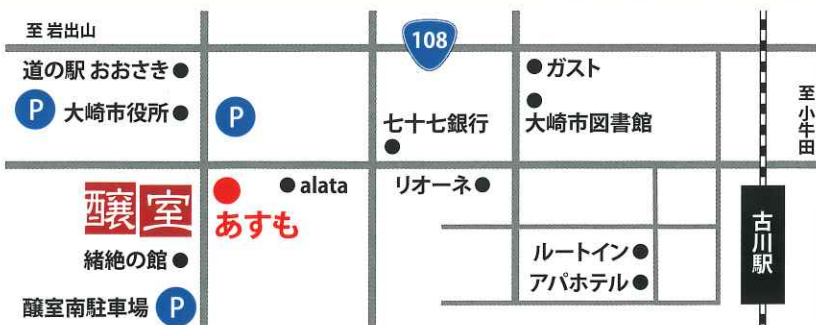 至 岩出山
108
道の駅 おおさき
ガスト
P 大崎市役所
P
七十七銀行
大崎市図書館
至 小牛田
醸室
あすも
alata
リオーネ
古川駅
緒絶の館
ルートイン
アパホテル
醸室南駐車場 P